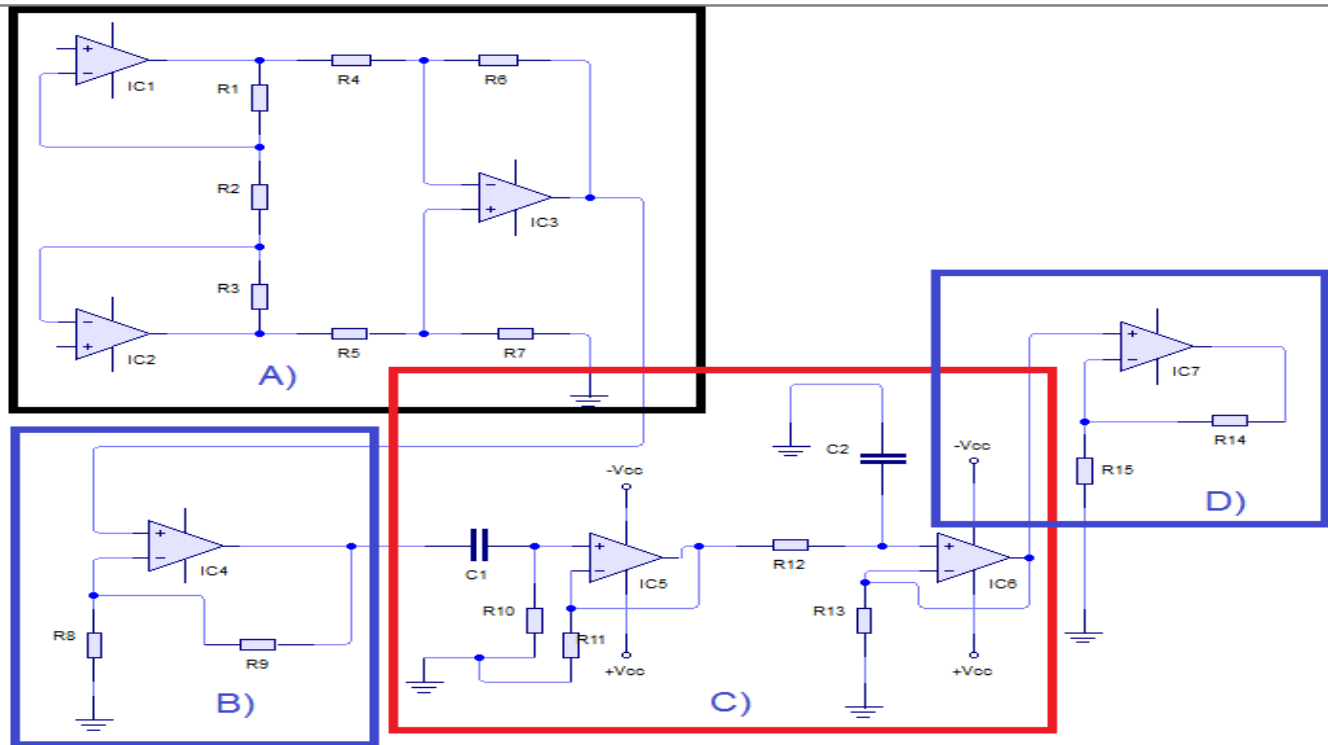 IC1
R1
R4
R6
R2
IC3
R3
IC2
R5
R7
A)
IC7
R14
R15
D)
-Vcc
C2
-Vcc
IC4
C1
IC5
R12
IC6
R8
R9
R10
R11
R13
+Vcc
+Vcc
B)
C)